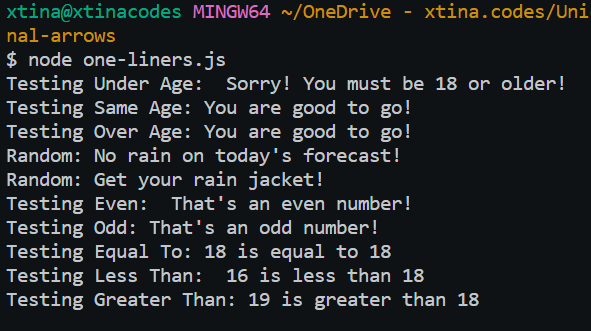 xtina@xtinacodes MINGW64 ~/OneDrive - xtina.codes/Uni
nal-arrows
$ node one-liners.js
Testing Under Age:  Sorry! You must be 18 or older!
Testing Same Age: You are good to go!
Testing Over Age: You are good to go!
Random: No rain on today's forecast!
Random: Get your rain jacket!
Testing Even:  That's an even number!
Testing Odd: That's an odd number!
Testing Equal To: 18 is equal to 18
Testing Less Than:  16 is less than 18
Testing Greater Than: 19 is greater than 18